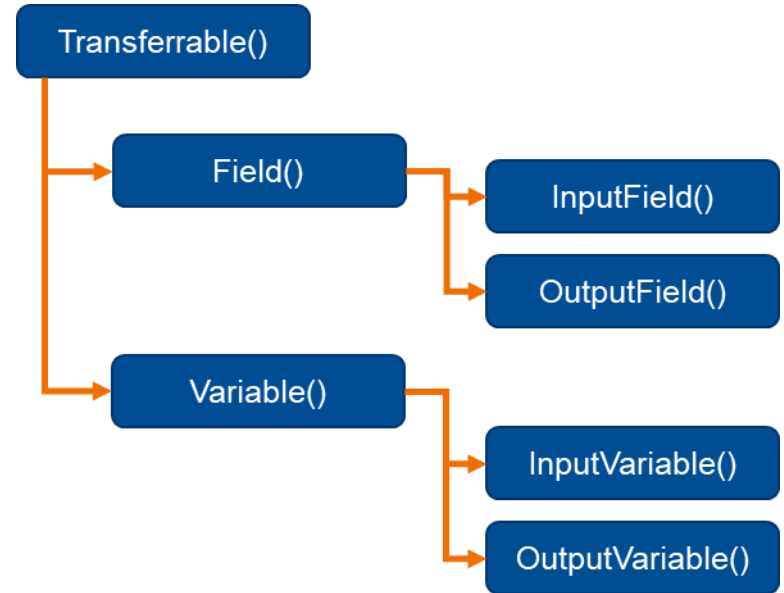 Transferrable()
Field()
InputField()
OutputField()
Variable()
InputVariable()
OutputVariable()